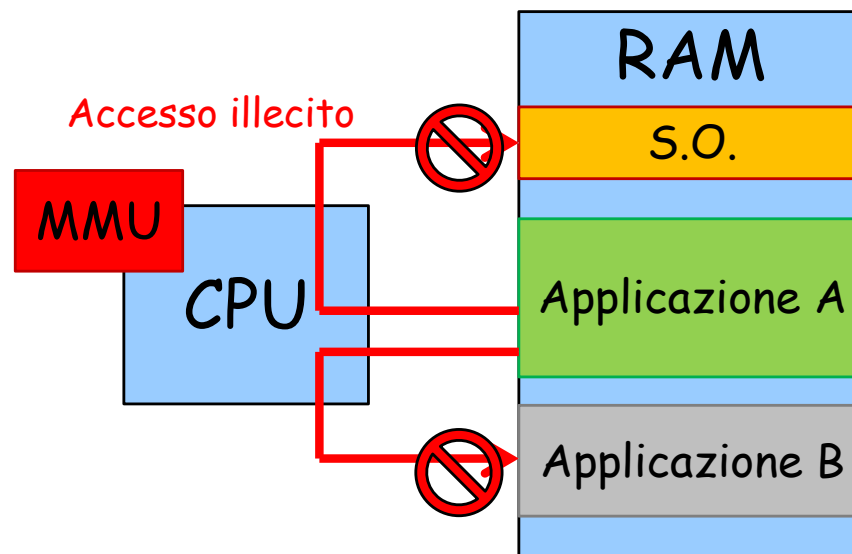 RAM
Accesso illecito
S.O.
MMU
CPU
Applicazione A
Applicazione B